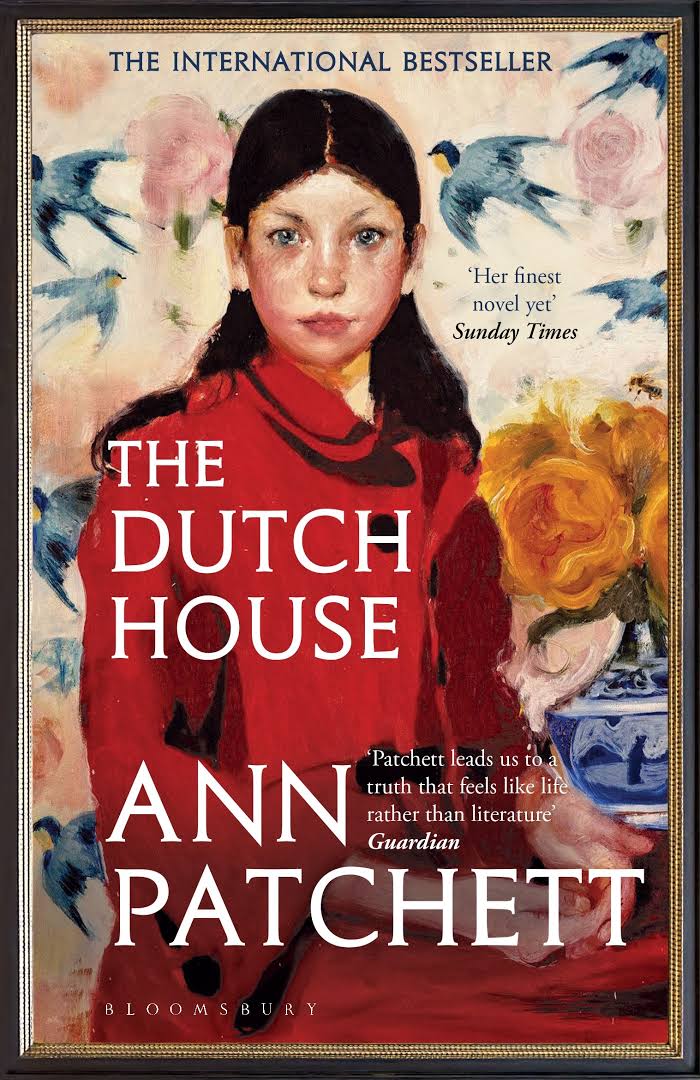 THE INTERNATIONAL BESTSELLER
‘Her finest
novel yet’
Sunday Times
THE
DUTCH
HOUSE
‘Patchett leads us to a
truth that feels like life
rather than literature’
Guardian
ANN
PATCHETT
BLOOMSBURY